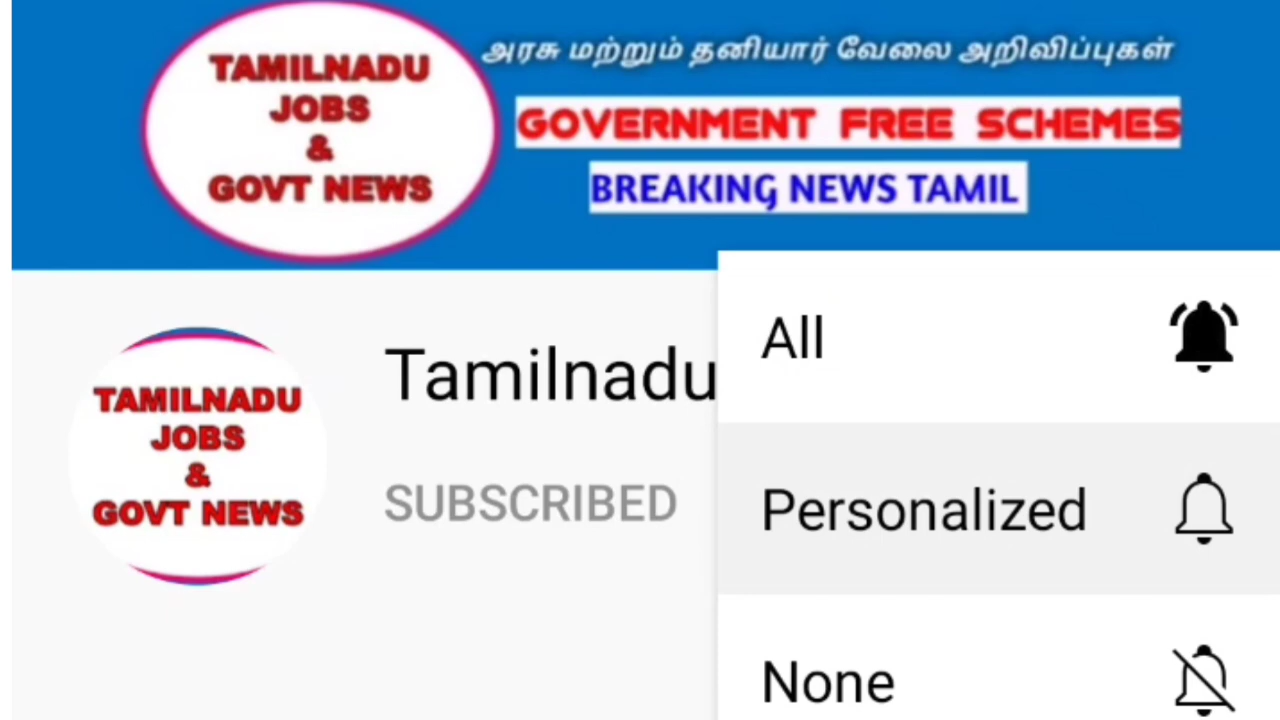 TAMILNADU
JOBS
&
GOVT NEWS
அரசு மற்றும் தனியார் வேலை அறிவிப்புகள்
GOVERNMENT FREE SCHEMES
BREAKING NEWS TAMIL
TAMILNADU
JOBS
&
GOVT NEWS
Tamilnadu
SUBSCRIBED
All
Personalized
None